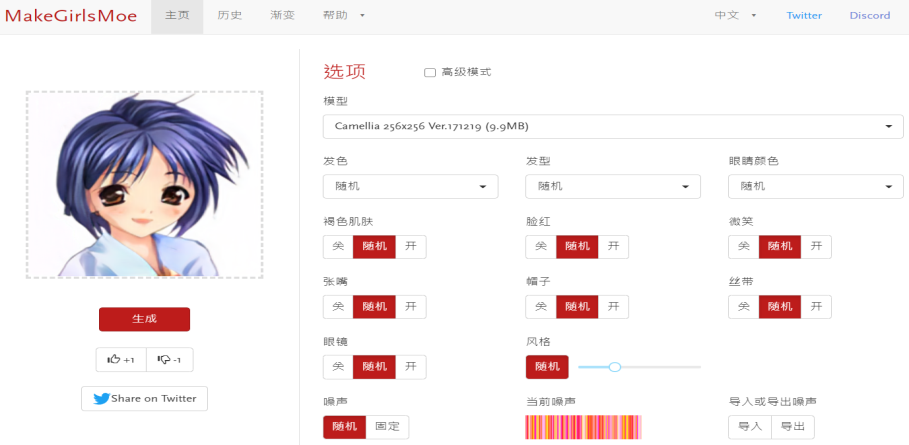 MakeGirlsMoe 主页 历史 渐变 帮助 中文 Twitter Discord
选项 高级模式
模型
Camellia 256x256 Ver.171219 (9.9MB)
发色 发型 眼睛颜色
随机 随机 随机
褐色肌肤 脸红 微笑
关 随机 开 关 随机 开 关 随机 开
张嘴 帽子 丝带
关 随机 开 关 随机 开 关 随机 开
眼镜 风格
关 随机 开 随机
噪声 当前噪声 导入或导出噪声
随机 固定 导入 导出
生成
+1 -1
Share on Twitter